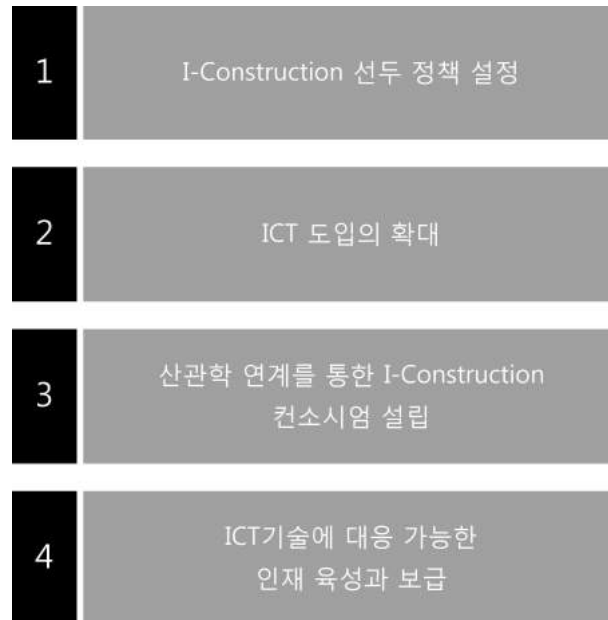 1
I-Construction 선두 정책 설정
2
ICT 도입의 확대
3
산관학 연계를 통한 I-Construction
컨소시엄 설립
4
ICT기술에 대응 가능한
인재 육성과 보급